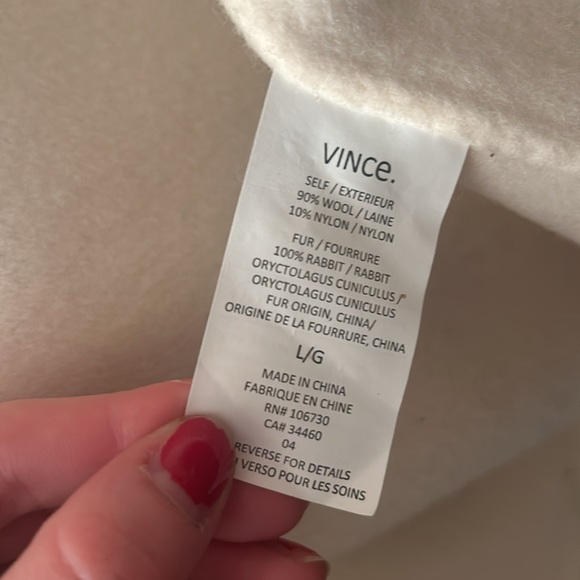 VINCe.
SELF / EXTERIEUR
90% WOOL / LAINE
10% NYLON / NYLON
FUR / FOURRURE
100% RABBIT / RABBIT
ORYCTOLAGUS CUNICULUS /"
ORYCTOLAGUS CUNICULUS
FUR ORIGIN, CHINA/
ORIGINE DE LA FOURRURE, CHINA
L/G
MADE IN CHINA
FABRIQUE EN CHINE
RN# 106730
CA# 34460
04
REVERSE FOR DETAILS
VERSO POUR LES SOINS